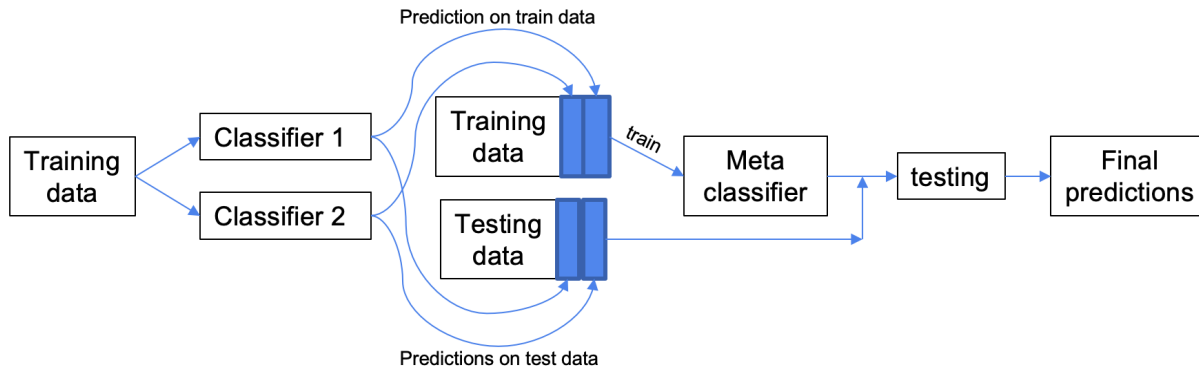 Prediction on train data
Training
data
Classifier 1
Classifier 2
Training
data
train
Testing
data
Meta
classifier
testing
Final
predictions
Predictions on test data